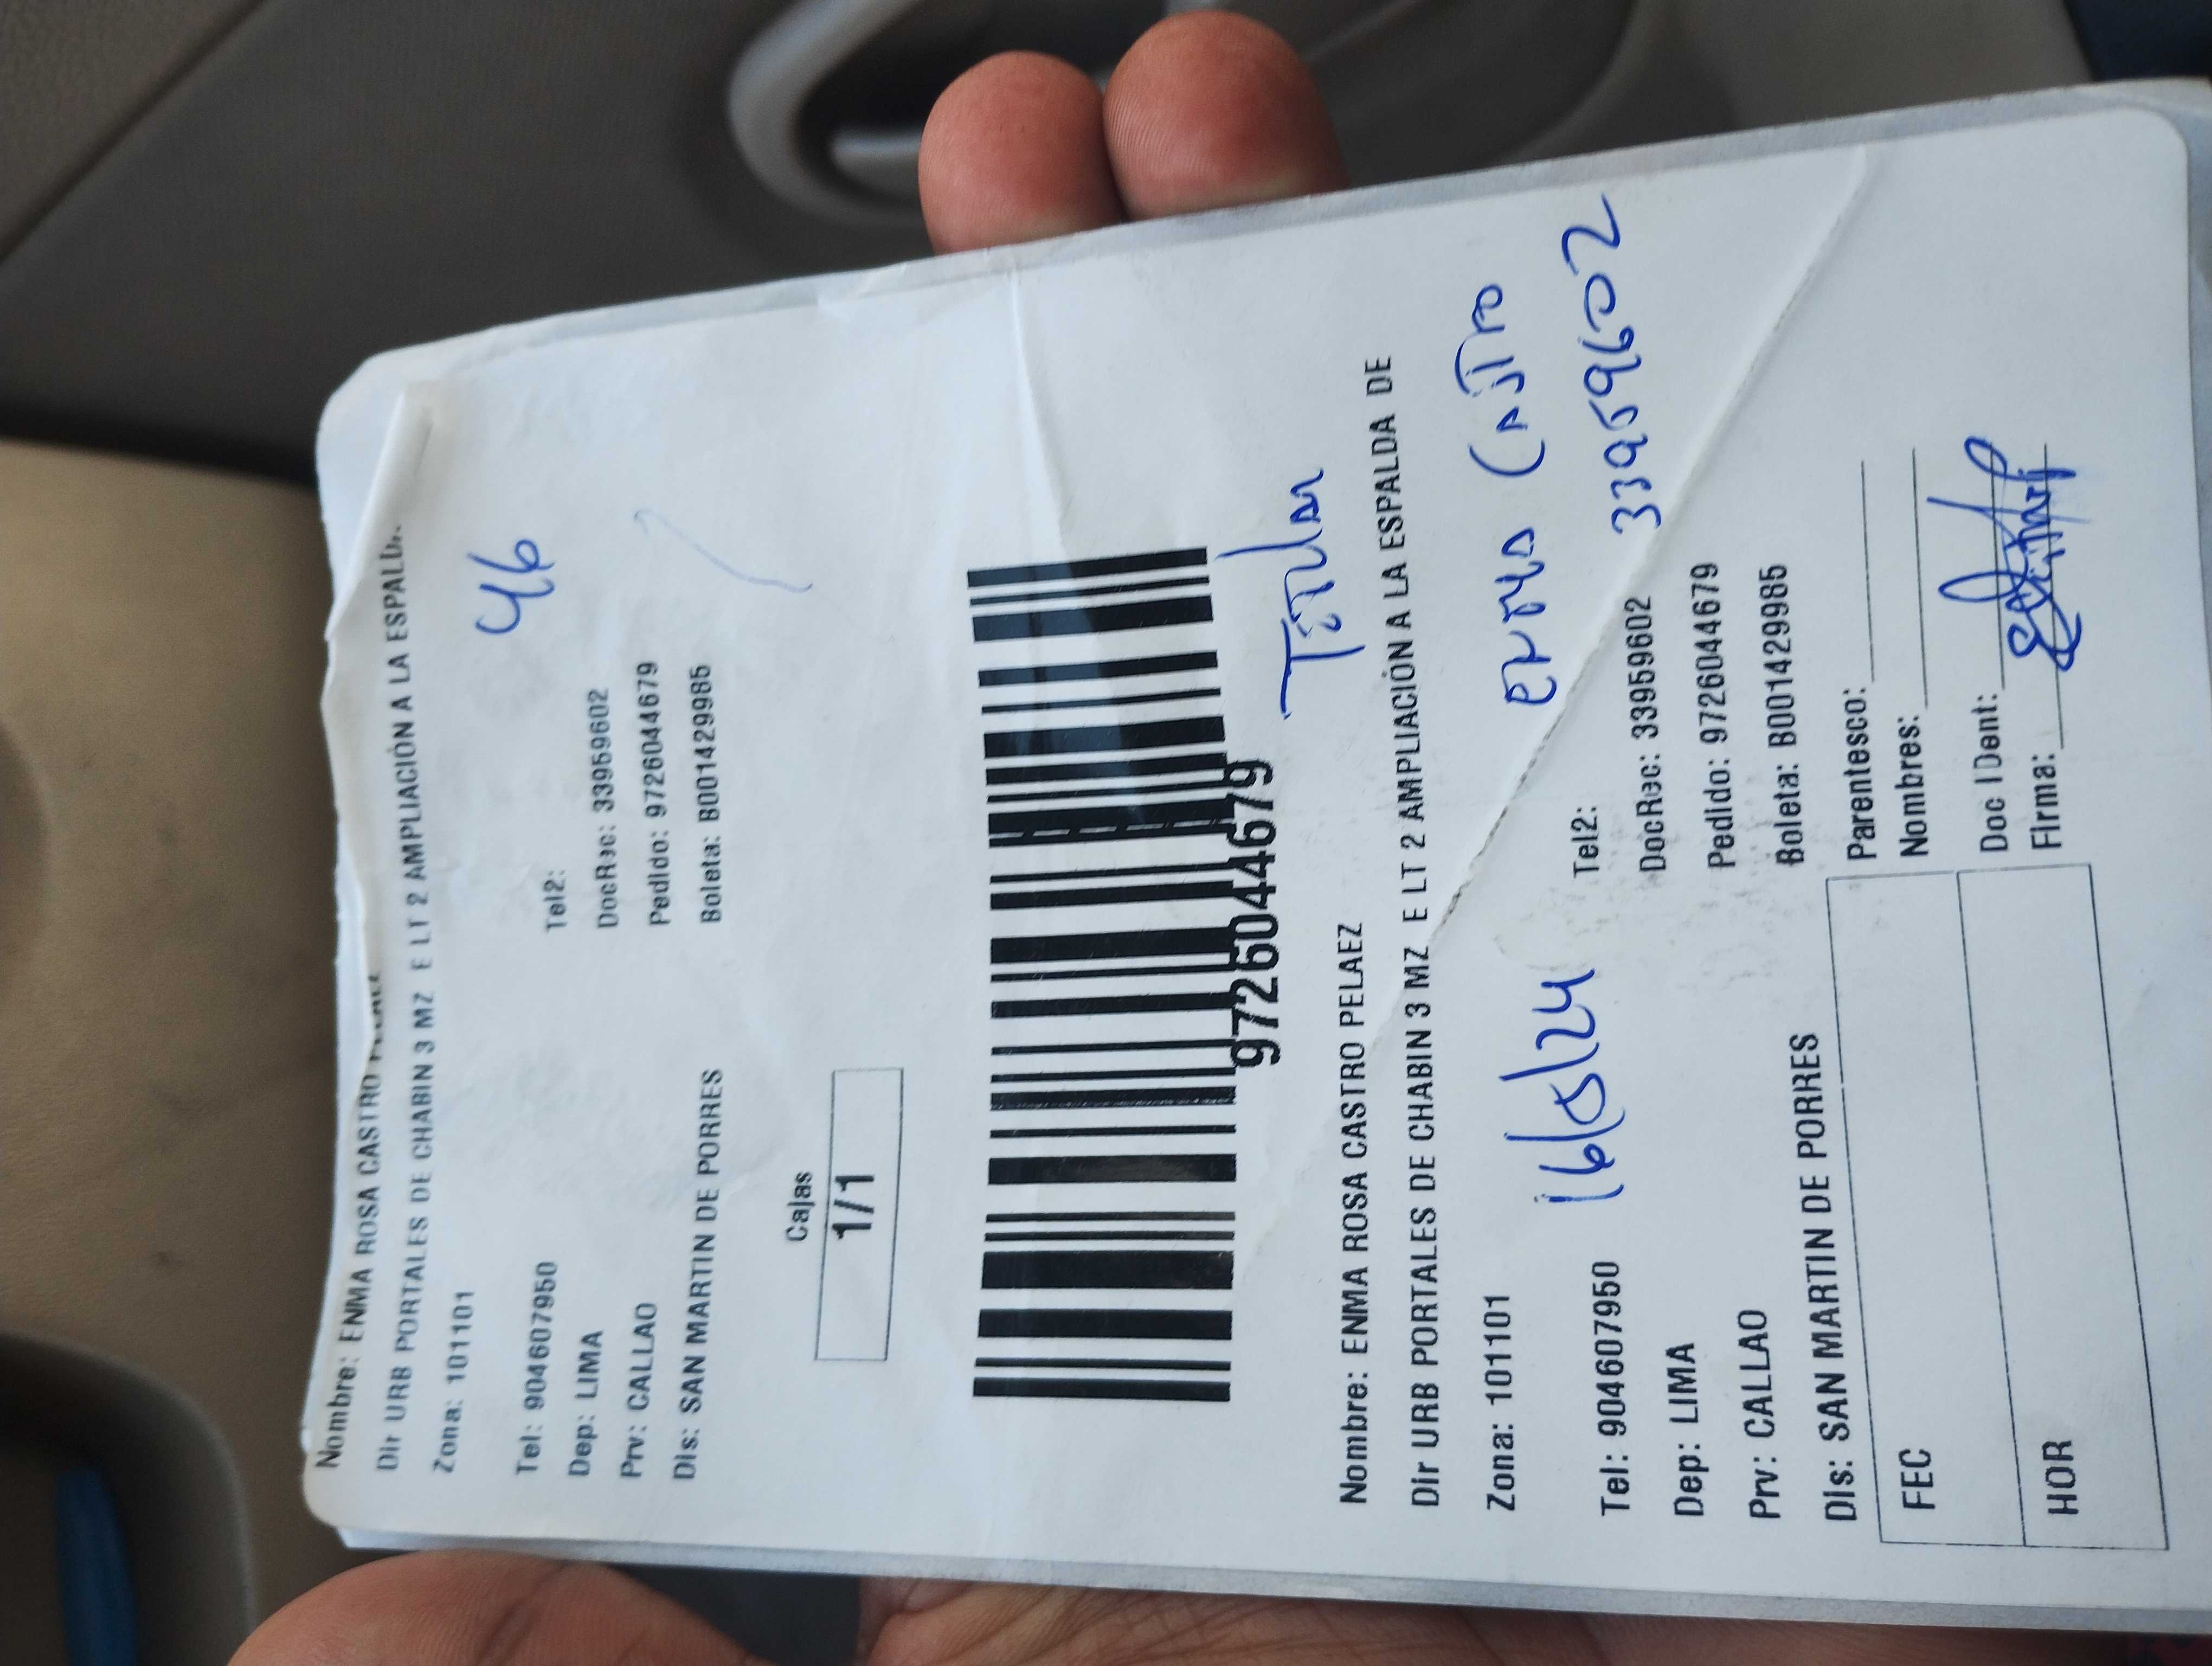 Nombre: ENMA ROSA CASTRO
Dir URB PORTALES DE CHABIN 3 MZ E LT 2 AMPLIACIÓN A LA ESPALD
Zona: 101101
46
Tel: 904607950 Tel2:
Dep: LIMA DocRec: 33959602
Prv: CALLAO Pedido: 9726044679
Dis: SAN MARTIN DE PORRES Boleta: B001429985
Cajas
1/1
9726044679
Titular
Nombre: ENMA ROSA CASTRO PELAEZ
Dir URB PORTALES DE CHABIN 3 MZ E LT 2 AMPLIACIÓN A LA ESPALDA DE
Zona: 101101
16/5/24
Enma Castro
Tel: 904607950 Tel2:
33959602
Dep: LIMA DocRec: 33959602
Prv: CALLAO Pedido: 9726044679
Dis: SAN MARTIN DE PORRES Boleta: B001429985
FEC
HOR
Parentesco:
Nombres:
Doc IDent:
Firma: